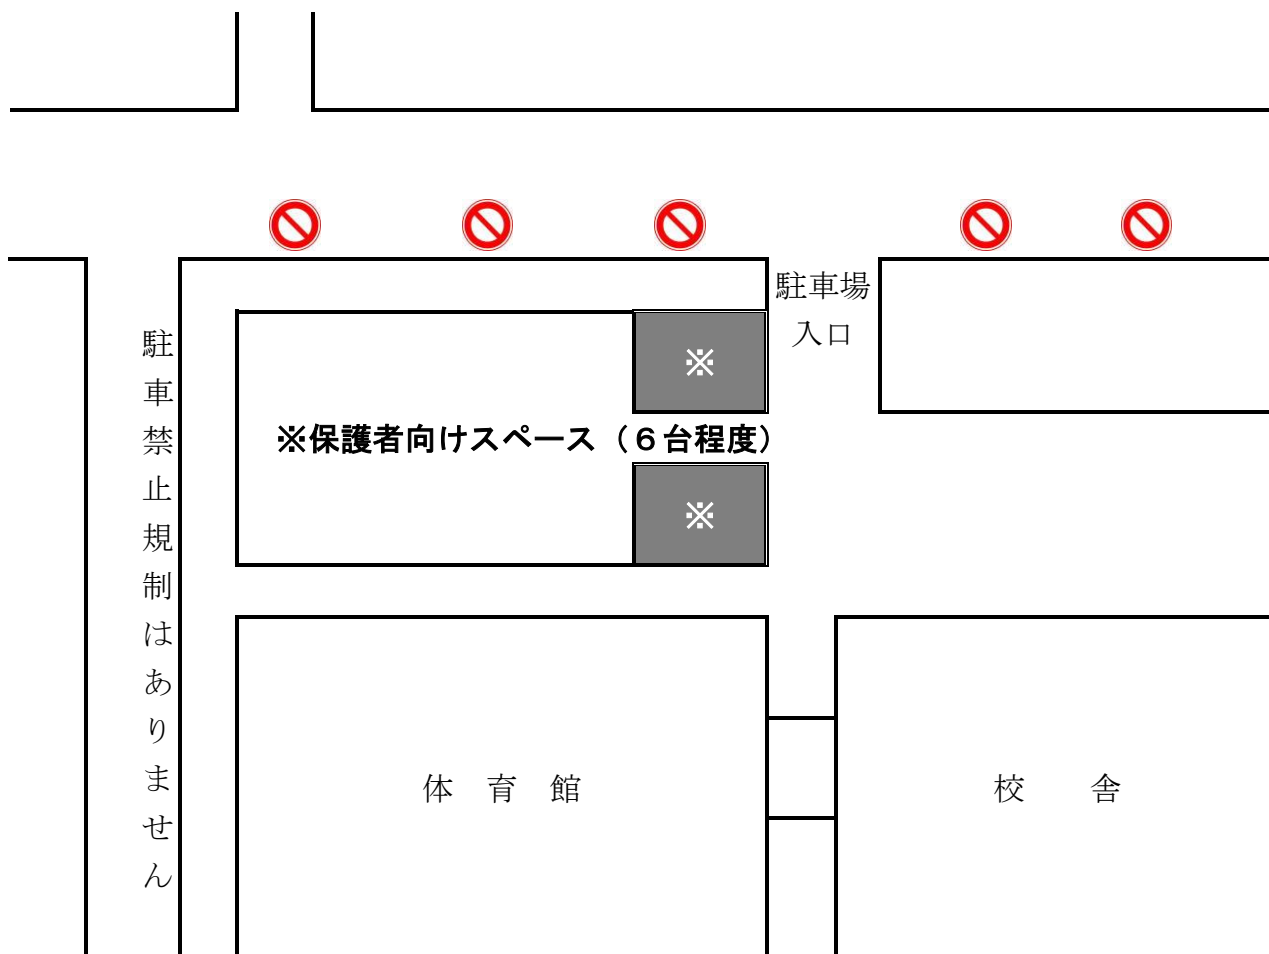 駐車場
入口
※
※保護者向けスペース（６台程度）
※
駐車禁止規制はありません
体　育　館
校　　舎